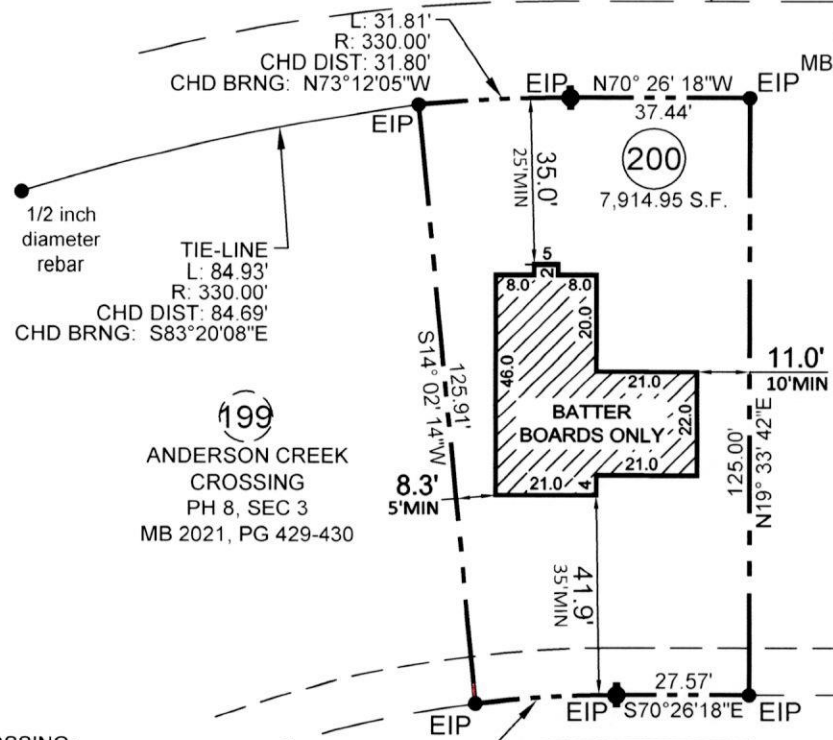 L: 31.81'
R: 330.00'
CHD DIST: 31.80'
CHD BRNG: N73°12'05"W
EIP
EIP
N70° 26' 18"W
37.44'
EIP
MB
200
7,914.95 S.F.
35.0'
25'MIN
1/2 inch
diameter
rebar
TIE-LINE
L: 84.93'
R: 330.00'
CHD DIST: 84.69'
CHD BRNG: S83°20'08"E
5
2
8.0
8.0
20.0
46.0
21.0
22.0
BATTER
BOARDS ONLY
21.0
21.0
4
11.0'
10'MIN
125.00'
N19° 33' 42"E
125.91'
S14° 02' 14"W
199
ANDERSON CREEK
CROSSING
PH 8, SEC 3
MB 2021, PG 429-430
8.3'
5'MIN
41.9'
35'MIN
27.57'
EIP
EIP
S70°26'18"E
EIP